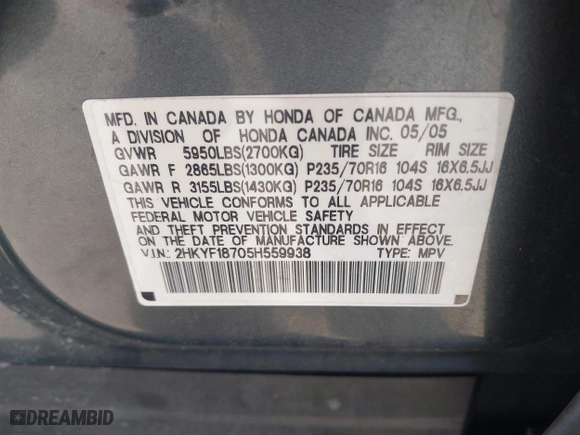 MFD. IN CANADA BY HONDA OF CANADA MFG.,
A DIVISION OF HONDA CANADA INC. 05/05
GVWR 5950LBS(2700KG) TIRE SIZE RIM SIZE
GAWR F 2865LBS(1300KG) P235/70R16 104S 16X6.5JJ
GAWR R 3155LBS(1430KG) P235/70R16 104S 16X6.5JJ
THIS VEHICLE CONFORMS TO ALL APPLICABLE
FEDERAL MOTOR VEHICLE SAFETY
AND THEFT PREVENTION STANDARDS IN EFFECT
ON THE DATE OF MANUFACTURE SHOWN ABOVE.
V.I.N.: 2HKYF18705H559938 TYPE: MPV
DREAMBID